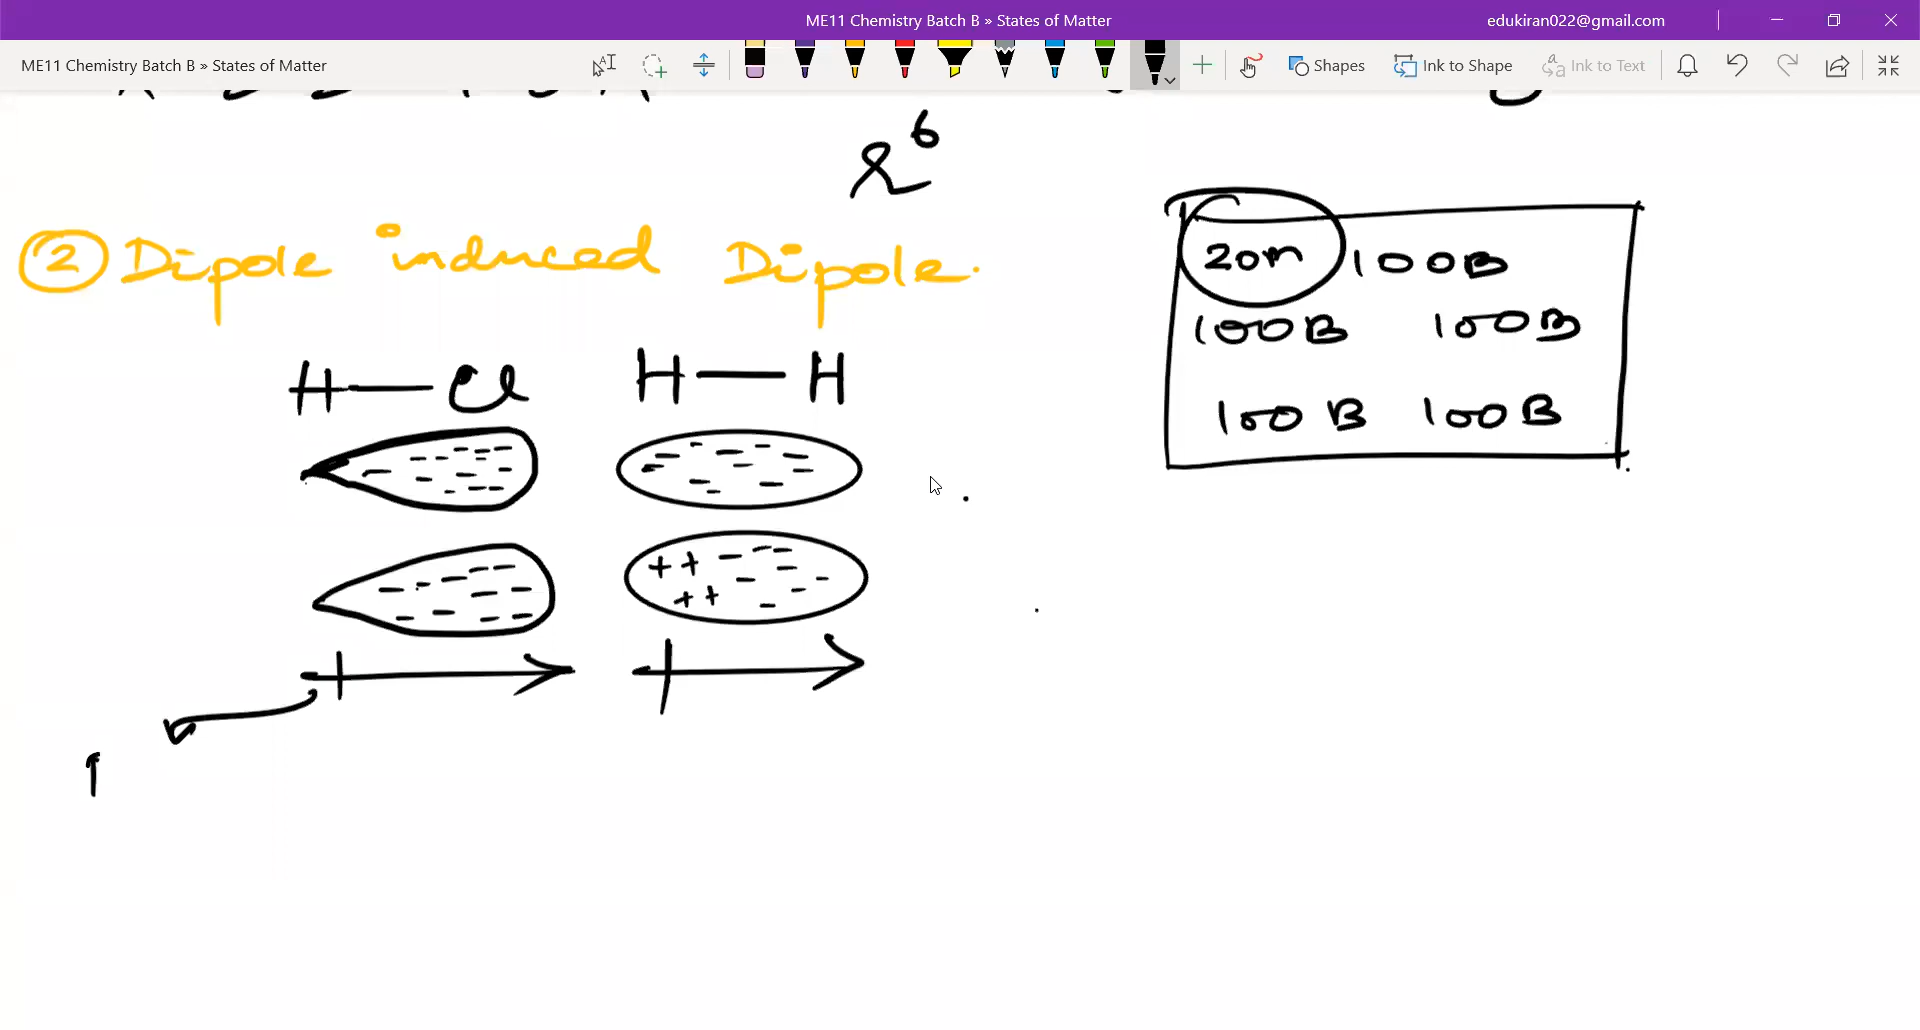 ME11 Chemistry Batch B » States of Matter
edukiran022@gmail.com
ME11 Chemistry Batch B » States of Matter
Shapes
Ink to Shape
Ink to Text
r⁶
② Dipole induced Dipole.
H—Cl H—H
++
++
20m 100B
100B 100B
100 B 100B